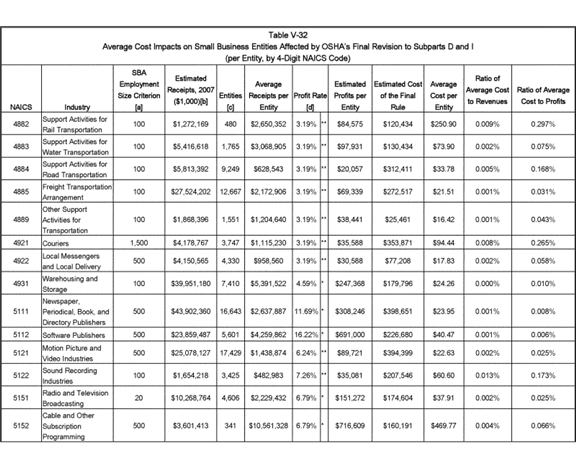 Table V-32
Average Cost Impacts on Small Business Entities Affected by OSHA's Final Revision to Subparts D and I
(per Entity, by 4-Digit NAICS Code)
NAICS Industry SBA Employment Size Criterion [a] Estimated Receipts, 2007 ($1,000)[b] Entities [c] Average Receipts per Entity Profit Rate [d] Estimated Profits per Entity Estimated Cost of the Final Rule Average Cost per Entity Ratio of Average Cost to Revenues Ratio of Average Cost to Profits
4882 Support Activities for Rail Transportation 100 $1,272,169 480 $2,650,352 3.19% ** $84,575 $120,434 $250.90 0.009% 0.297%
4883 Support Activities for Water Transportation 100 $5,416,618 1,765 $3,068,905 3.19% ** $97,931 $130,434 $73.90 0.002% 0.075%
4884 Support Activities for Road Transportation 100 $5,813,392 9,249 $628,543 3.19% ** $20,057 $312,411 $33.78 0.005% 0.168%
4885 Freight Transportation Arrangement 100 $27,524,202 12,667 $2,172,906 3.19% ** $69,339 $272,517 $21.51 0.001% 0.031%
4889 Other Support Activities for Transportation 100 $1,868,396 1,551 $1,204,640 3.19% ** $38,441 $25,461 $16.42 0.001% 0.043%
4921 Couriers 1,500 $4,178,767 3,747 $1,115,230 3.19% ** $35,588 $353,871 $94.44 0.008% 0.265%
4922 Local Messengers and Local Delivery 500 $4,150,565 4,330 $958,560 3.19% ** $30,588 $77,208 $17.83 0.002% 0.058%
4931 Warehousing and Storage 100 $39,951,180 7,410 $5,391,522 4.59% * $247,368 $179,796 $24.26 0.000% 0.010%
5111 Newspaper, Periodical, Book, and Directory Publishers 500 $43,902,360 16,643 $2,637,887 11.69% * $308,246 $398,651 $23.95 0.001% 0.008%
5112 Software Publishers 500 $23,859,487 5,601 $4,259,862 16.22% * $691,000 $226,680 $40.47 0.001% 0.006%
5121 Motion Picture and Video Industries 500 $25,078,127 17,429 $1,438,874 6.24% ** $89,721 $394,399 $22.63 0.002% 0.025%
5122 Sound Recording Industries 100 $1,654,218 3,425 $482,983 7.26% ** $35,081 $207,546 $60.60 0.013% 0.173%
5151 Radio and Television Broadcasting 20 $10,268,764 4,606 $2,229,432 6.79% * $151,272 $174,604 $37.91 0.002% 0.025%
5152 Cable and Other Subscription Programming 500 $3,601,413 341 $10,561,328 6.79% * $716,609 $160,191 $469.77 0.004% 0.066%